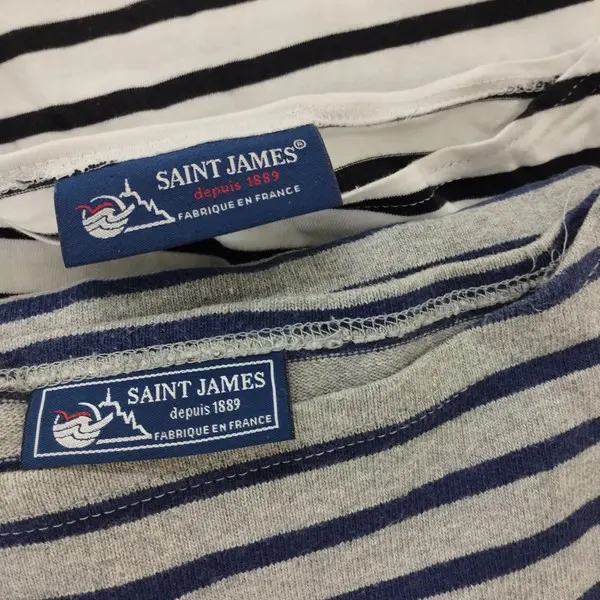 SAINT JAMES®
depuis 1889
FABRIQUE EN FRANCE
SAINT JAMES
depuis 1889
FABRIQUE EN FRANCE